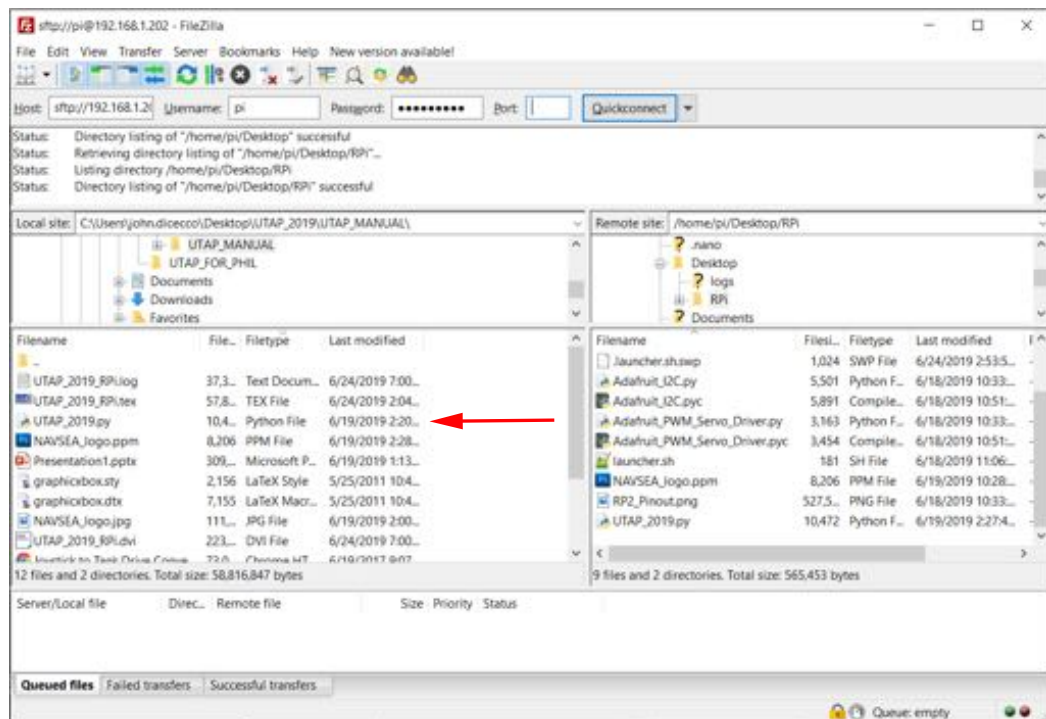 sftp://pi@192.168.1.202 - FileZilla
File Edit View Transfer Server Bookmarks Help New version available!
Host: sftp://192.168.1.20 Username: pi Password: ●●●●●●●●● Port: Quickconnect
Status: Directory listing of "/home/pi/Desktop" successful
Status: Retrieving directory listing of "/home/pi/Desktop/RPi"...
Status: Listing directory /home/pi/Desktop/RPi
Status: Directory listing of "/home/pi/Desktop/RPi" successful
Local site: C:\Users\john.dicecco\Desktop\UTAP_2019\UTAP_MANUAL\
UTAP_MANUAL
UTAP_FOR_PHIL
Documents
Downloads
Favorites
Remote site: /home/pi/Desktop/RPi
.nano
Desktop
logs
RPi
Documents
Filename File... Filetype Last modified
..
UTAP_2019_RPi.log 37,3... Text Docum... 6/24/2019 7:00...
UTAP_2019_RPi.tex 57,8... TEX File 6/24/2019 2:04...
UTAP_2019.py 10,4... Python File 6/19/2019 2:20...
NAVSEA_logo.ppm 8,206 PPM File 6/19/2019 2:28...
Presentation1.pptx 309,... Microsoft P... 6/19/2019 1:13...
graphicxbox.sty 2,156 LaTeX Style 5/25/2011 10:4...
graphicxbox.dtx 7,155 LaTeX Macr... 5/25/2011 10:4...
NAVSEA_logo.jpg 111,... JPG File 6/19/2019 2:00...
UTAP_2019_RPi.dvi 223,... DVI File 6/24/2019 7:00...
Joystick to Tank Drive Conve... 73,0... Chrome HT... 6/19/2017 9:07...
12 files and 2 directories. Total size: 58,816,847 bytes
Filename Filesi... Filetype Last modified
.launcher.sh.swp 1,024 SWP File 6/24/2019 2:53:5...
Adafruit_I2C.py 5,501 Python F... 6/18/2019 10:33:...
Adafruit_I2C.pyc 5,891 Compile... 6/18/2019 10:51:...
Adafruit_PWM_Servo_Driver.py 3,163 Python F... 6/18/2019 10:33:...
Adafruit_PWM_Servo_Driver.pyc 3,454 Compile... 6/18/2019 10:51:...
launcher.sh 181 SH File 6/18/2019 11:06:...
NAVSEA_logo.ppm 8,206 PPM File 6/19/2019 10:28:...
RP2_Pinout.png 527,5... PNG File 6/18/2019 10:33:...
UTAP_2019.py 10,472 Python F... 6/19/2019 2:27:4...
9 files and 2 directories. Total size: 565,453 bytes
Server/Local file Direc... Remote file Size Priority Status
Queued files Failed transfers Successful transfers
Queue: empty